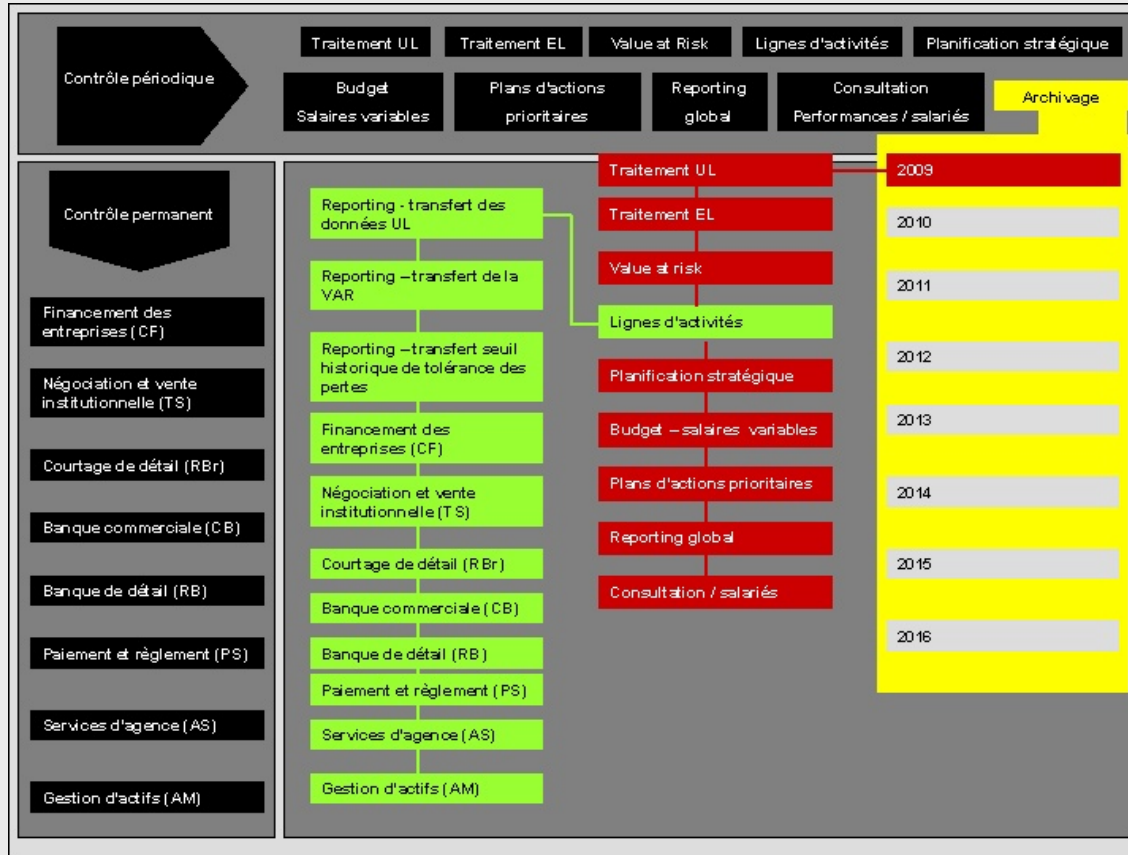 Contrôle périodique
Traitement UL
Traitement EL
Value at Risk
Lignes d'activités
Planification stratégique
Budget
Salaires variables
Plans d'actions
prioritaires
Reporting
global
Consultation
Performances / salariés
Archivage
Contrôle permanent
Financement des
entreprises (CF)
Négociation et vente
institutionnelle (TS)
Courtage de détail (RBr)
Banque commerciale (CB)
Banque de détail (RB)
Paiement et règlement (PS)
Services d'agence (AS)
Gestion d'actifs (AM)
Reporting - transfert des
données UL
Reporting – transfert de la
VAR
Reporting – transfert seuil
historique de tolérance des
pertes
Financement des
entreprises (CF)
Négociation et vente
institutionnelle (TS)
Courtage de détail (RBr)
Banque commerciale (CB)
Banque de détail (RB)
Paiement et règlement (PS)
Services d'agence (AS)
Gestion d'actifs (AM)
Traitement UL
Traitement EL
Value at risk
Lignes d'activités
Planification stratégique
Budget – salaires variables
Plans d'actions prioritaires
Reporting global
Consultation / salariés
2009
2010
2011
2012
2013
2014
2015
2016